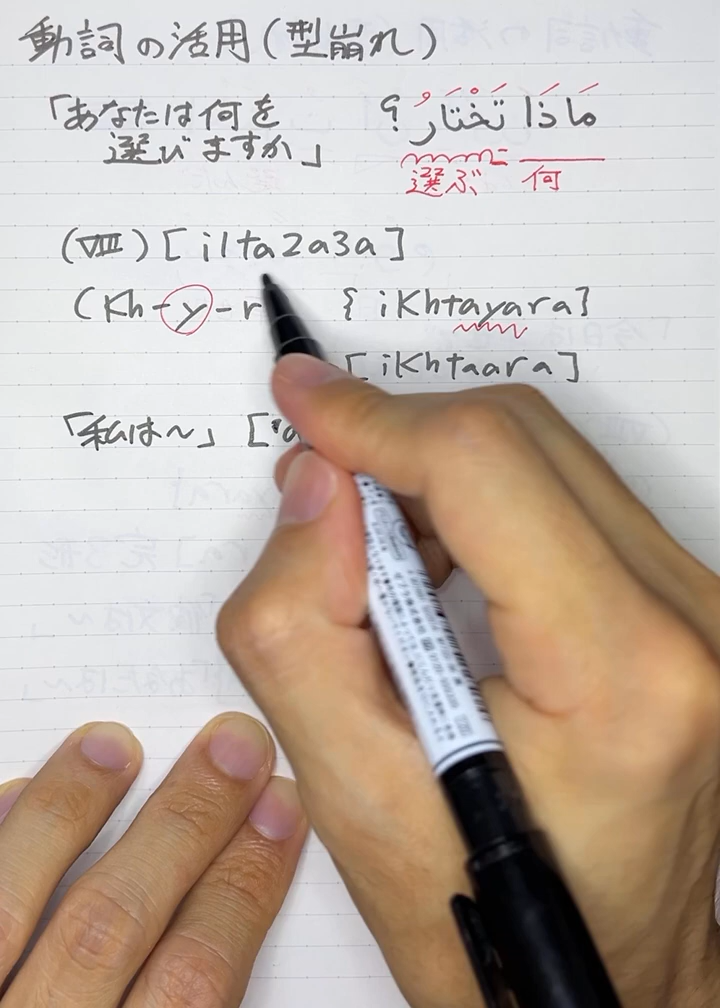 動詞の活用(型崩れ)
「あなたは何を
選びますか」
ماذا تَخْتَارُ؟
選ぶ 何
(VIII) [i1ta2a3a]
(Kh-y-r {iKhtayara}
[iKhtaara]
「私は〜」['a